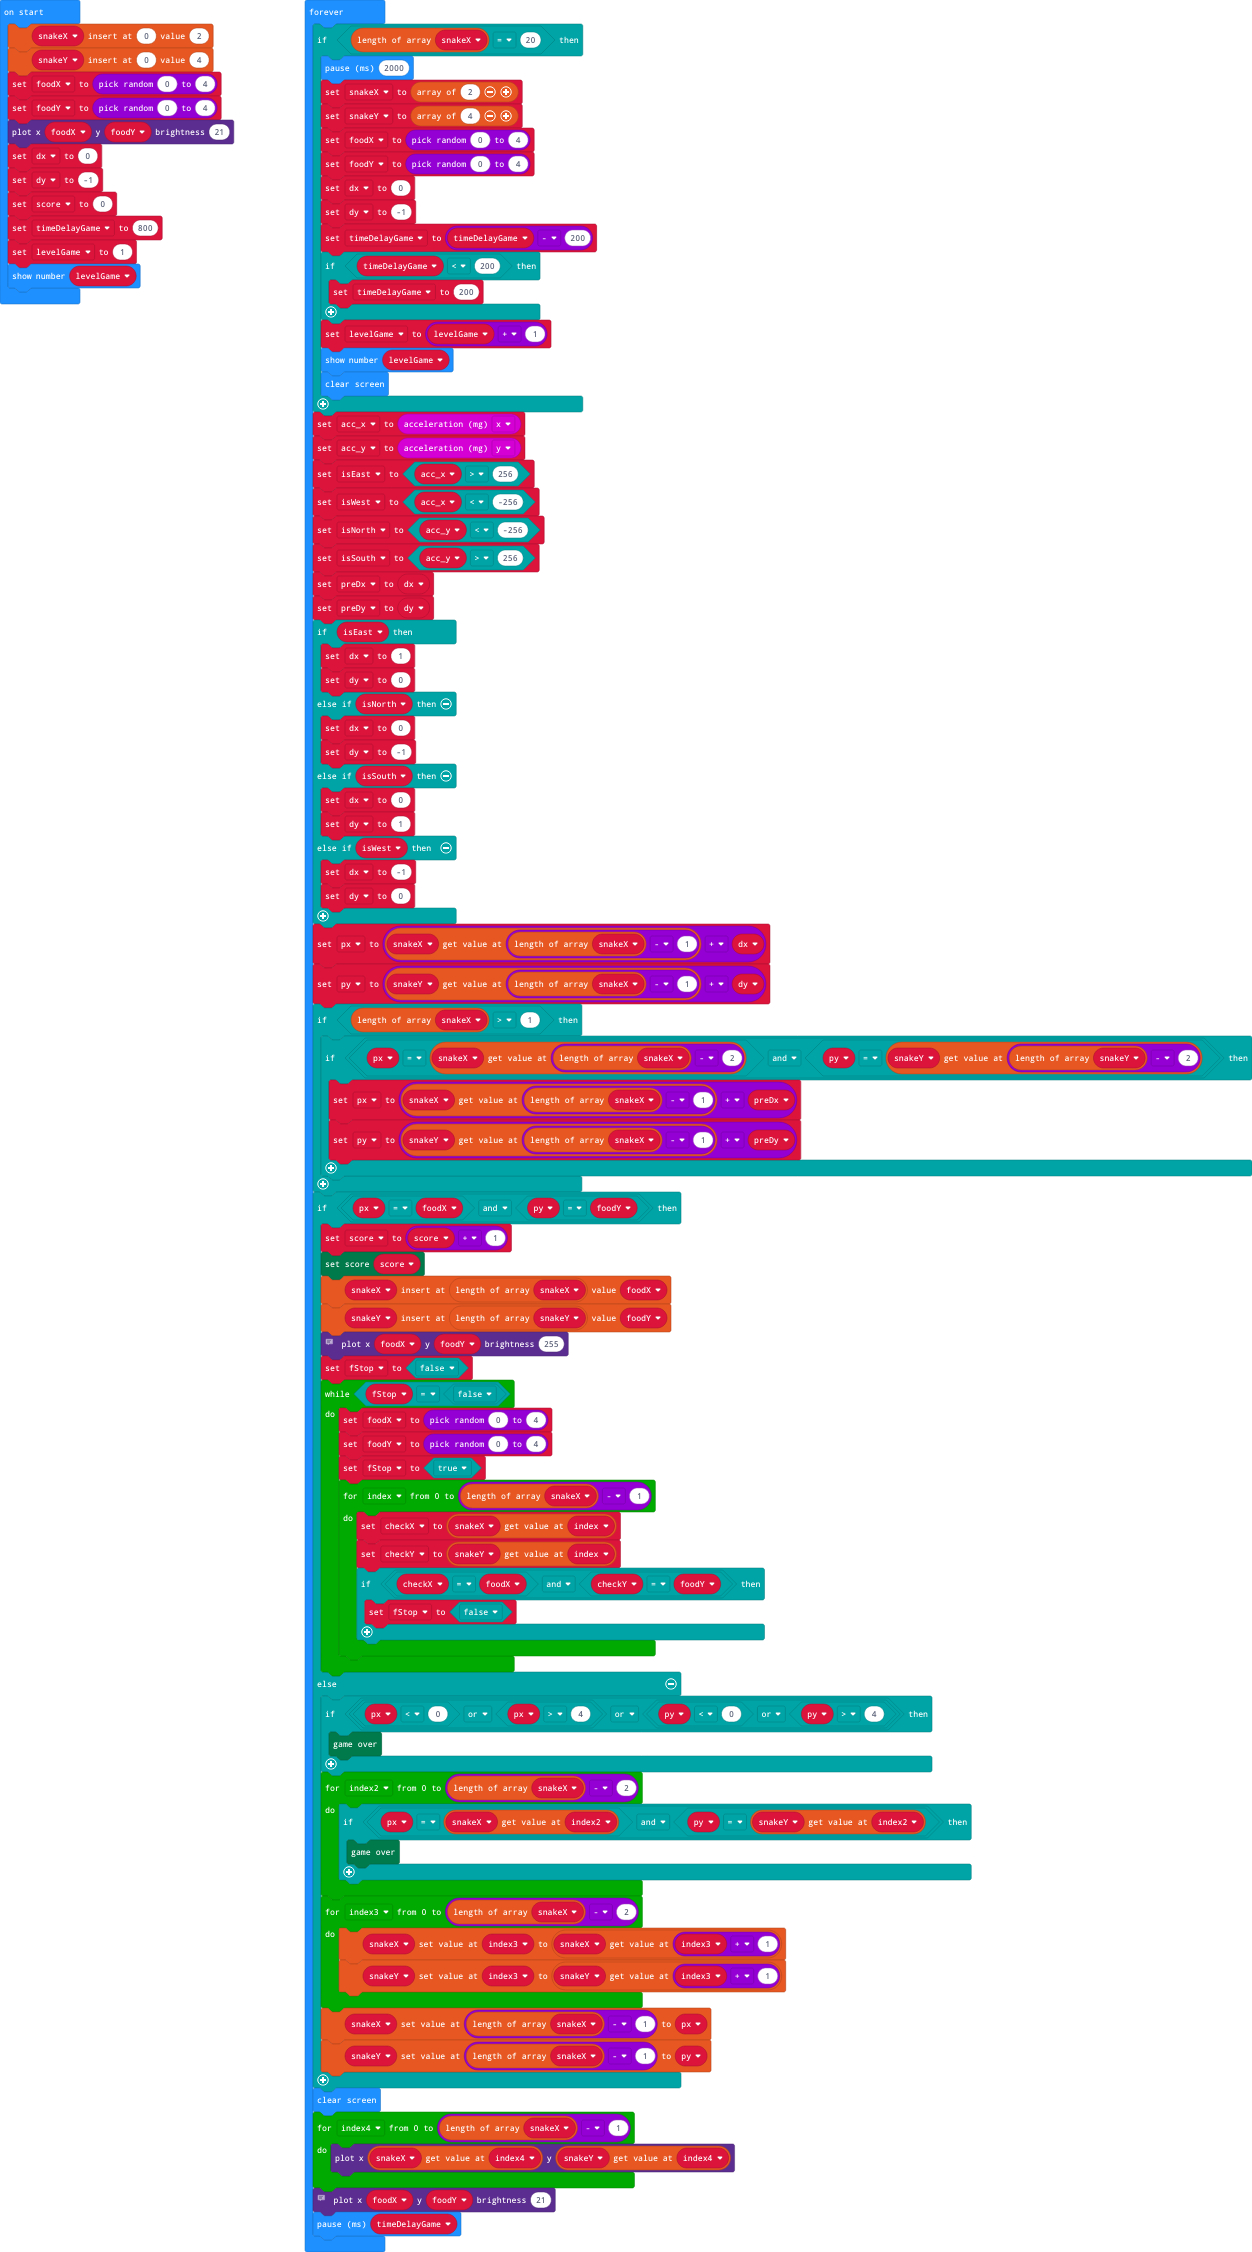 on start
snakeX insert at 0 value 2
snakeY insert at 0 value 4
set foodX to pick random 0 to 4
set foodY to pick random 0 to 4
plot x foodX y foodY brightness 21
set dx to 0
set dy to -1
set score to 0
set timeDelayGame to 800
set levelGame to 1
show number levelGame
forever
if length of array snakeX = 20 then
pause (ms) 2000
set snakeX to array of 2
set snakeY to array of 4
set foodX to pick random 0 to 4
set foodY to pick random 0 to 4
set dx to 0
set dy to -1
set timeDelayGame to timeDelayGame - 200
if timeDelayGame < 200 then
set timeDelayGame to 200
set levelGame to levelGame + 1
show number levelGame
clear screen
set acc_x to acceleration (mg) x
set acc_y to acceleration (mg) y
set isEast to acc_x > 256
set isWest to acc_x < -256
set isNorth to acc_y < -256
set isSouth to acc_y > 256
set preDx to dx
set preDy to dy
if isEast then
set dx to 1
set dy to 0
else if isNorth then
set dx to 0
set dy to -1
else if isSouth then
set dx to 0
set dy to 1
else if isWest then
set dx to -1
set dy to 0
set px to snakeX get value at length of array snakeX - 1 + dx
set py to snakeY get value at length of array snakeX - 1 + dy
if length of array snakeX > 1 then
if px = snakeX get value at length of array snakeX - 2 and py = snakeY get value at length of array snakeY - 2 then
set px to snakeX get value at length of array snakeX - 1 + preDx
set py to snakeY get value at length of array snakeX - 1 + preDy
if px = foodX and py = foodY then
set score to score + 1
set score score
snakeX insert at length of array snakeX value foodX
snakeY insert at length of array snakeY value foodY
plot x foodX y foodY brightness 255
set fStop to false
while fStop = false
do set foodX to pick random 0 to 4
set foodY to pick random 0 to 4
set fStop to true
for index from 0 to length of array snakeX - 1
do set checkX to snakeX get value at index
set checkY to snakeY get value at index
if checkX = foodX and checkY = foodY then
set fStop to false
else
if px < 0 or px > 4 or py < 0 or py > 4 then
game over
for index2 from 0 to length of array snakeX - 2
do if px = snakeX get value at index2 and py = snakeY get value at index2 then
game over
for index3 from 0 to length of array snakeX - 2
do snakeX set value at index3 to snakeX get value at index3 + 1
snakeY set value at index3 to snakeY get value at index3 + 1
snakeX set value at length of array snakeX - 1 to px
snakeY set value at length of array snakeX - 1 to py
clear screen
for index4 from 0 to length of array snakeX - 1
do plot x snakeX get value at index4 y snakeY get value at index4
plot x foodX y foodY brightness 21
pause (ms) timeDelayGame